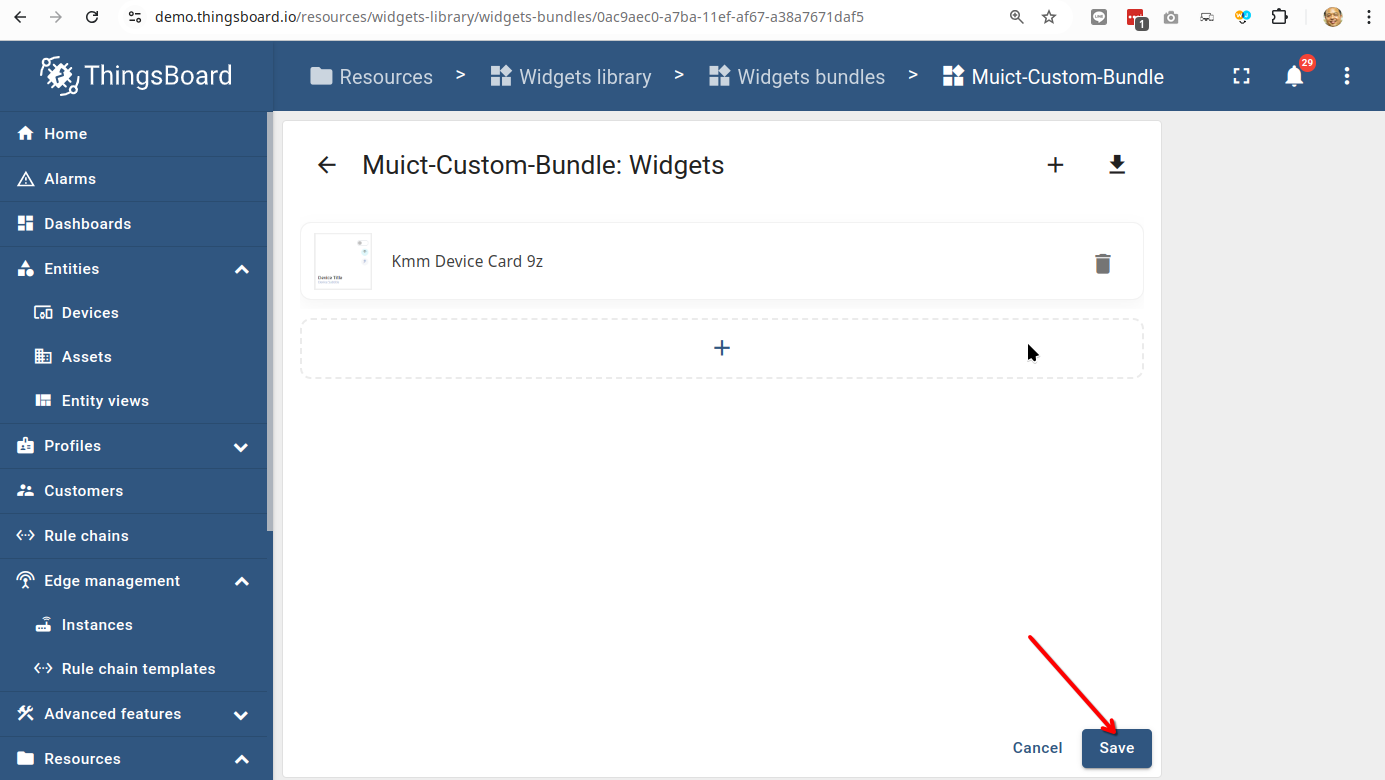 demo.thingsboard.io/resources/widgets-library/widgets-bundles/0ac9aec0-a7ba-11ef-af67-a38a7671daf5
1
ThingsBoard
Resources > Widgets library > Widgets bundles > Muict-Custom-Bundle
29
Home
Alarms
Dashboards
Entities
Devices
Assets
Entity views
Profiles
Customers
Rule chains
Edge management
Instances
Rule chain templates
Advanced features
Resources
Muict-Custom-Bundle: Widgets
Device Title
Kmm Device Card 9z
Cancel
Save